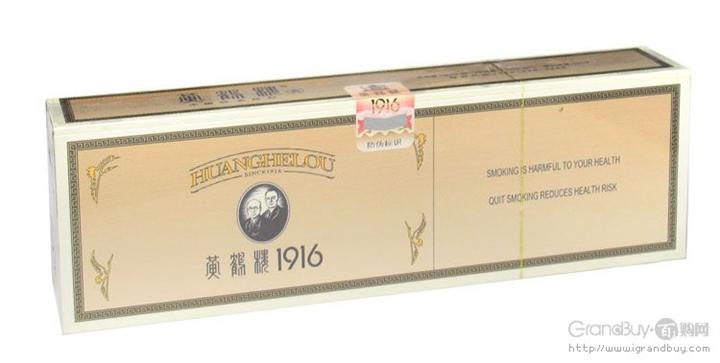 黄鹤楼
1916
防伪标识
HUANGHELOU
SINCE 1916
黄鹤楼 1916
SMOKING IS HARMFUL TO YOUR HEALTH
QUIT SMOKING REDUCES HEALTH RISK
GrandBuy·百购网
http://www.igrandbuy.com